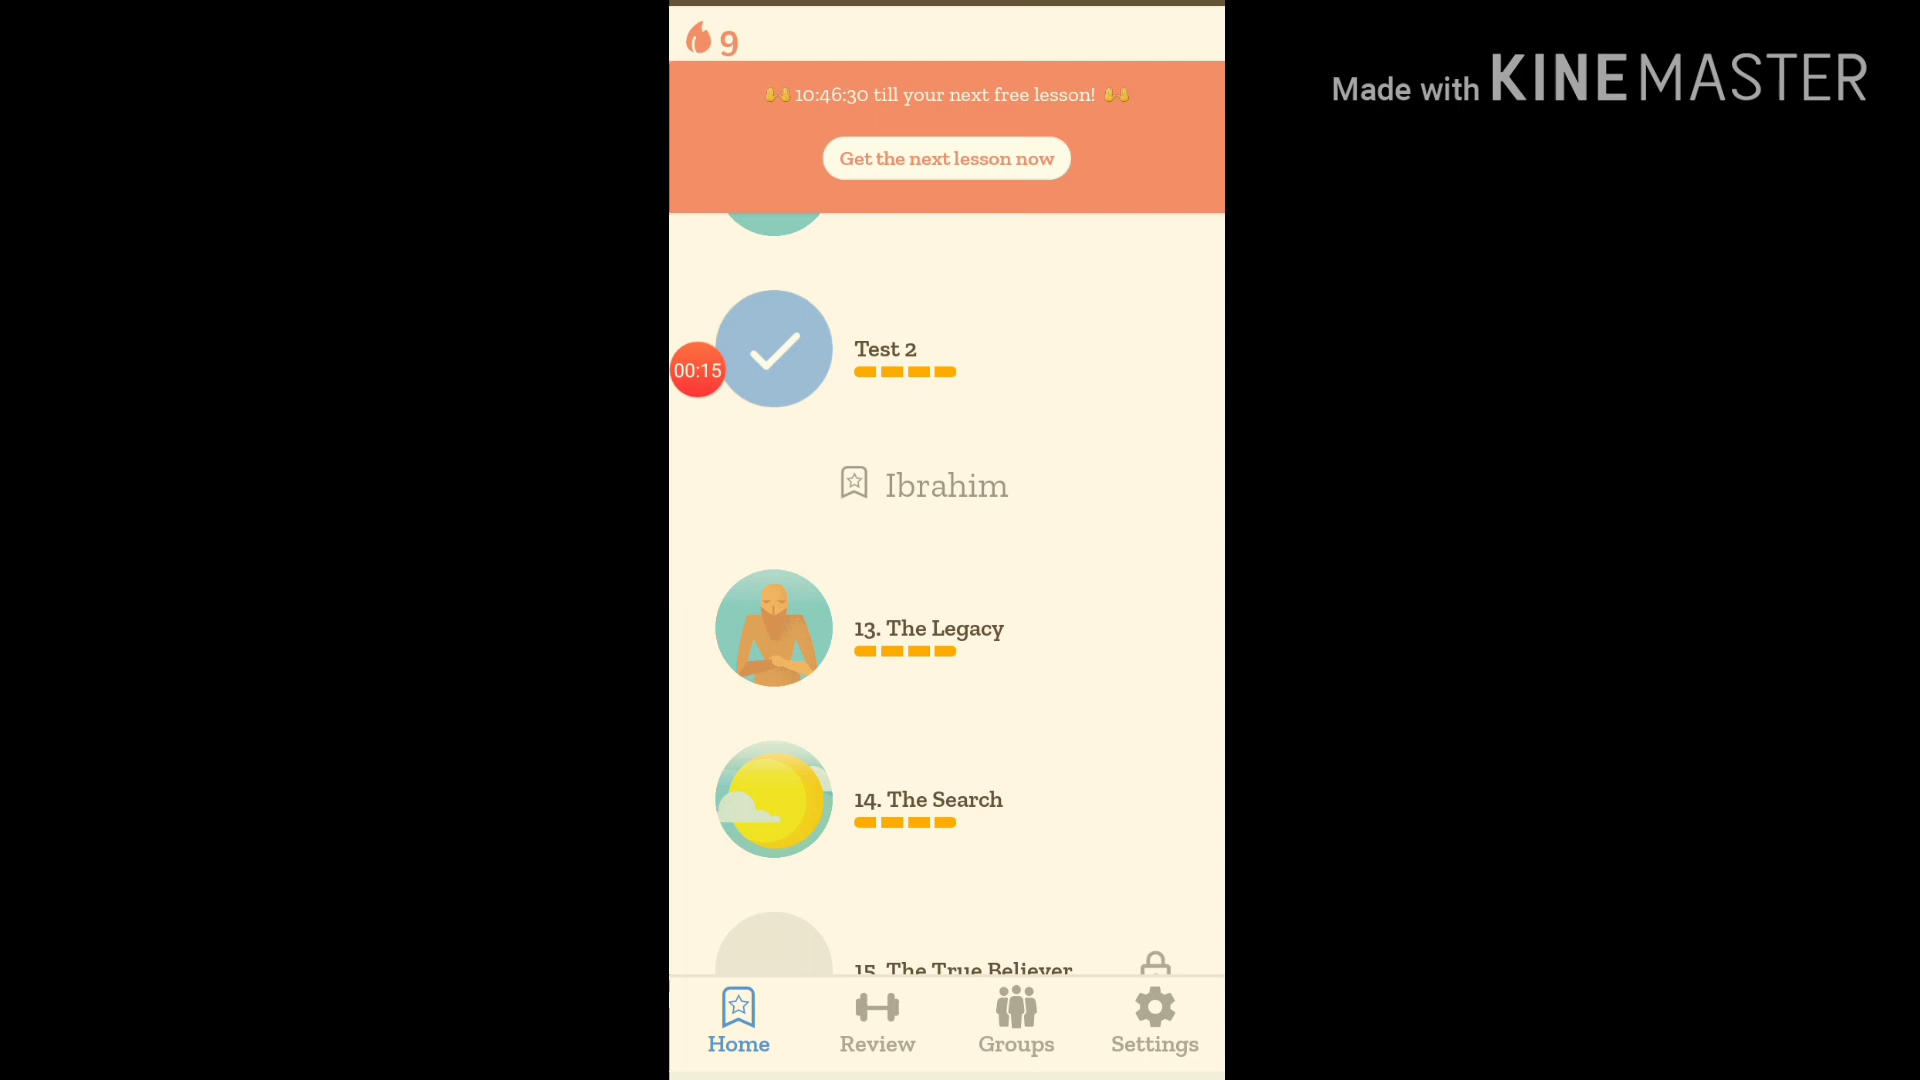 9
Made with KINEMASTER
10:46:30 till your next free lesson!
Get the next lesson now
Test 2
00:15
Ibrahim
13. The Legacy
14. The Search
15. The True Believer
Home
Review
Groups
Settings